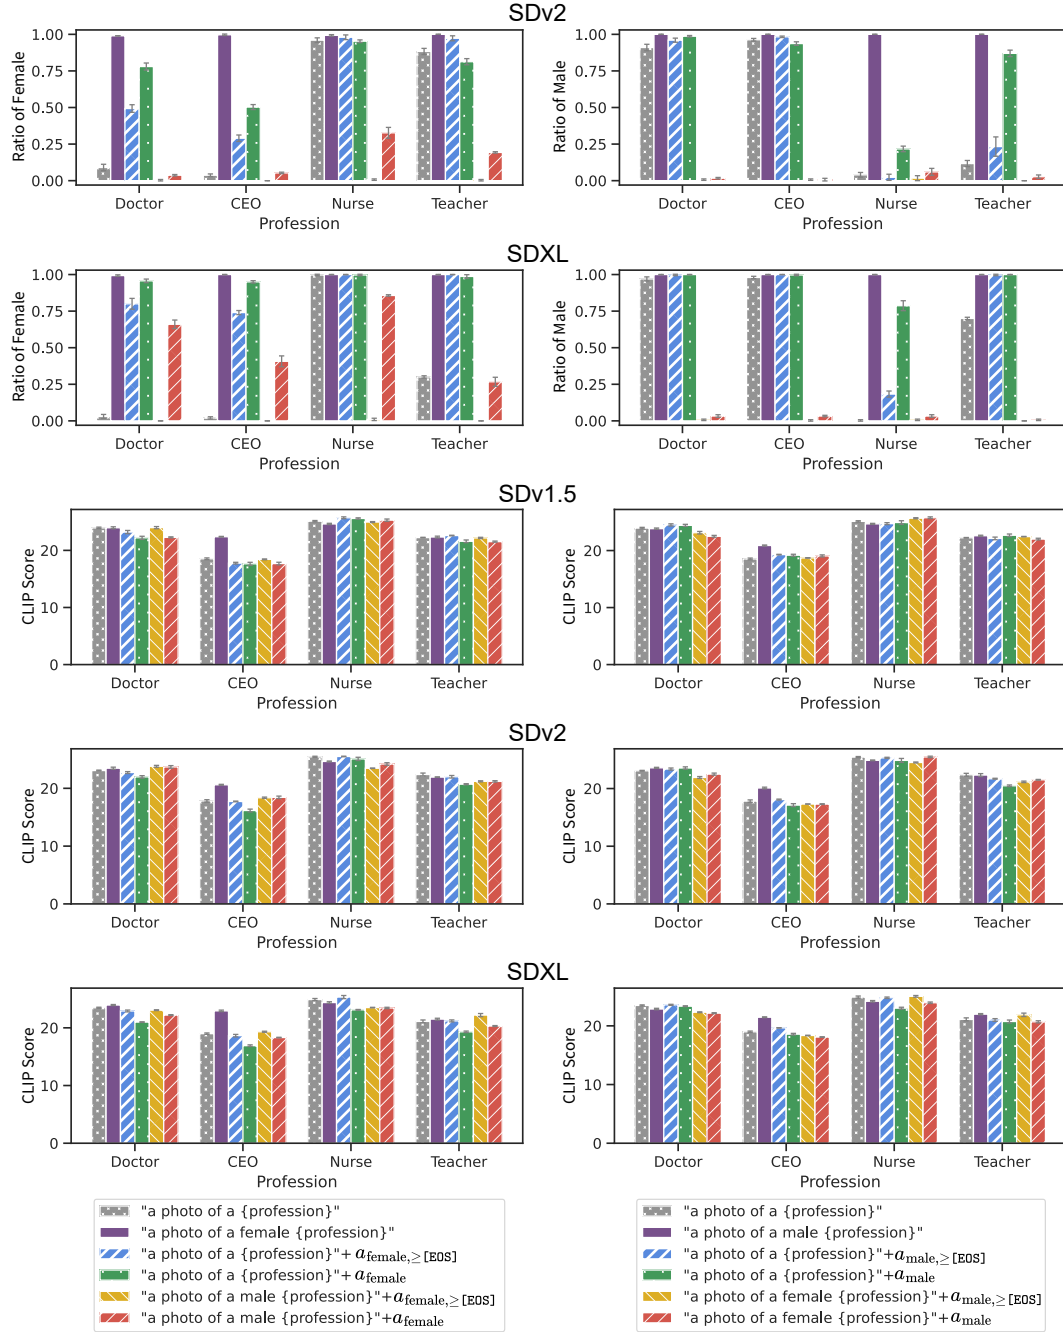 SDv2
1.00
0.75
0.50
0.25
0.00
Ratio of Female
Doctor CEO Nurse Teacher
Profession
1.00
0.75
0.50
0.25
0.00
Ratio of Male
Doctor CEO Nurse Teacher
Profession
SDXL
1.00
0.75
0.50
0.25
0.00
Ratio of Female
Doctor CEO Nurse Teacher
Profession
1.00
0.75
0.50
0.25
0.00
Ratio of Male
Doctor CEO Nurse Teacher
Profession
SDv1.5
20
10
0
CLIP Score
Doctor CEO Nurse Teacher
Profession
20
10
0
CLIP Score
Doctor CEO Nurse Teacher
Profession
SDv2
20
10
0
CLIP Score
Doctor CEO Nurse Teacher
Profession
20
10
0
CLIP Score
Doctor CEO Nurse Teacher
Profession
SDXL
20
10
0
CLIP Score
Doctor CEO Nurse Teacher
20
10
0
CLIP Score
Doctor CEO Nurse Teacher
"a photo of a {profession}"
"a photo of a female {profession}"
"a photo of a {profession}"+ a_female,≥[EOS]
"a photo of a {profession}"+ a_female
"a photo of a male {profession}"+a_female,≥[EOS]
"a photo of a male {profession}"+a_female
"a photo of a {profession}"
"a photo of a male {profession}"
"a photo of a {profession}"+a_male,≥[EOS]
"a photo of a {profession}"+a_male
"a photo of a female {profession}"+a_male,≥[EOS]
"a photo of a female {profession}"+a_male